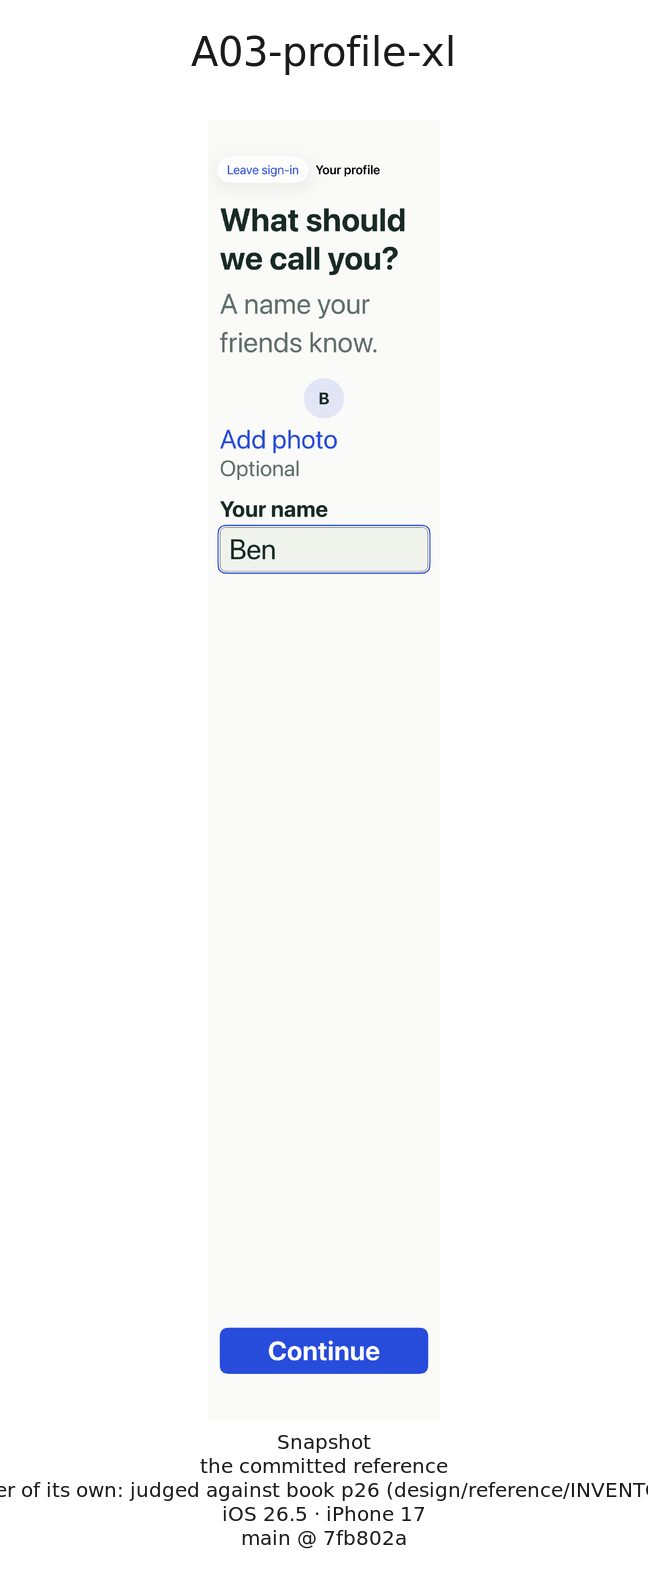 A03-profile-xl
Leave sign-in Your profile
What should
we call you?
A name your
friends know.
B
Add photo
Optional
Your name
Ben
Continue
Snapshot
the committed reference
of its own: judged against book p26 (design/reference/
iOS 26.5 · iPhone 17
main @ 7fb802a